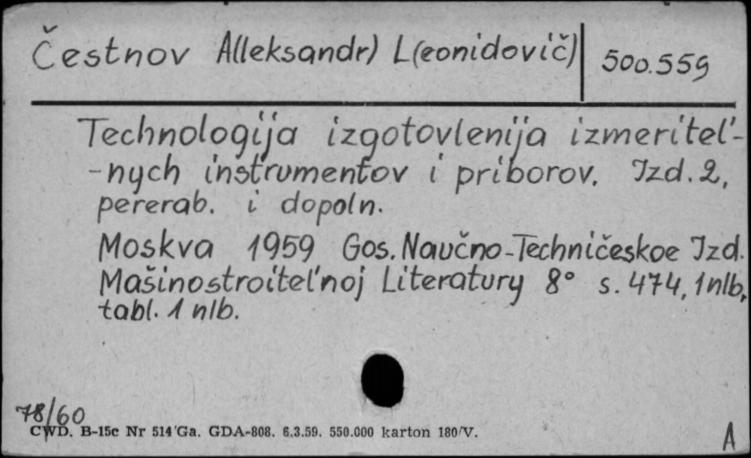 Čestnov A(leksandr) L(eonidovič) 500.559
Technologija izgotovlenija izmeritel'-
-nych instrumentov i priborov. Izd. 2,
pererab. i dopoln.
Moskva 1959 Gos. Naučno-Techničeskoe Izd.
Mašinostroitel'noj Literatury 8° s. 474, 1 nlb,
tabl. 1 nlb.
78/60
CWD. B-15c Nr 514/Ga. GDA-808. 6.3.59. 550.000 karton 180/V.
A